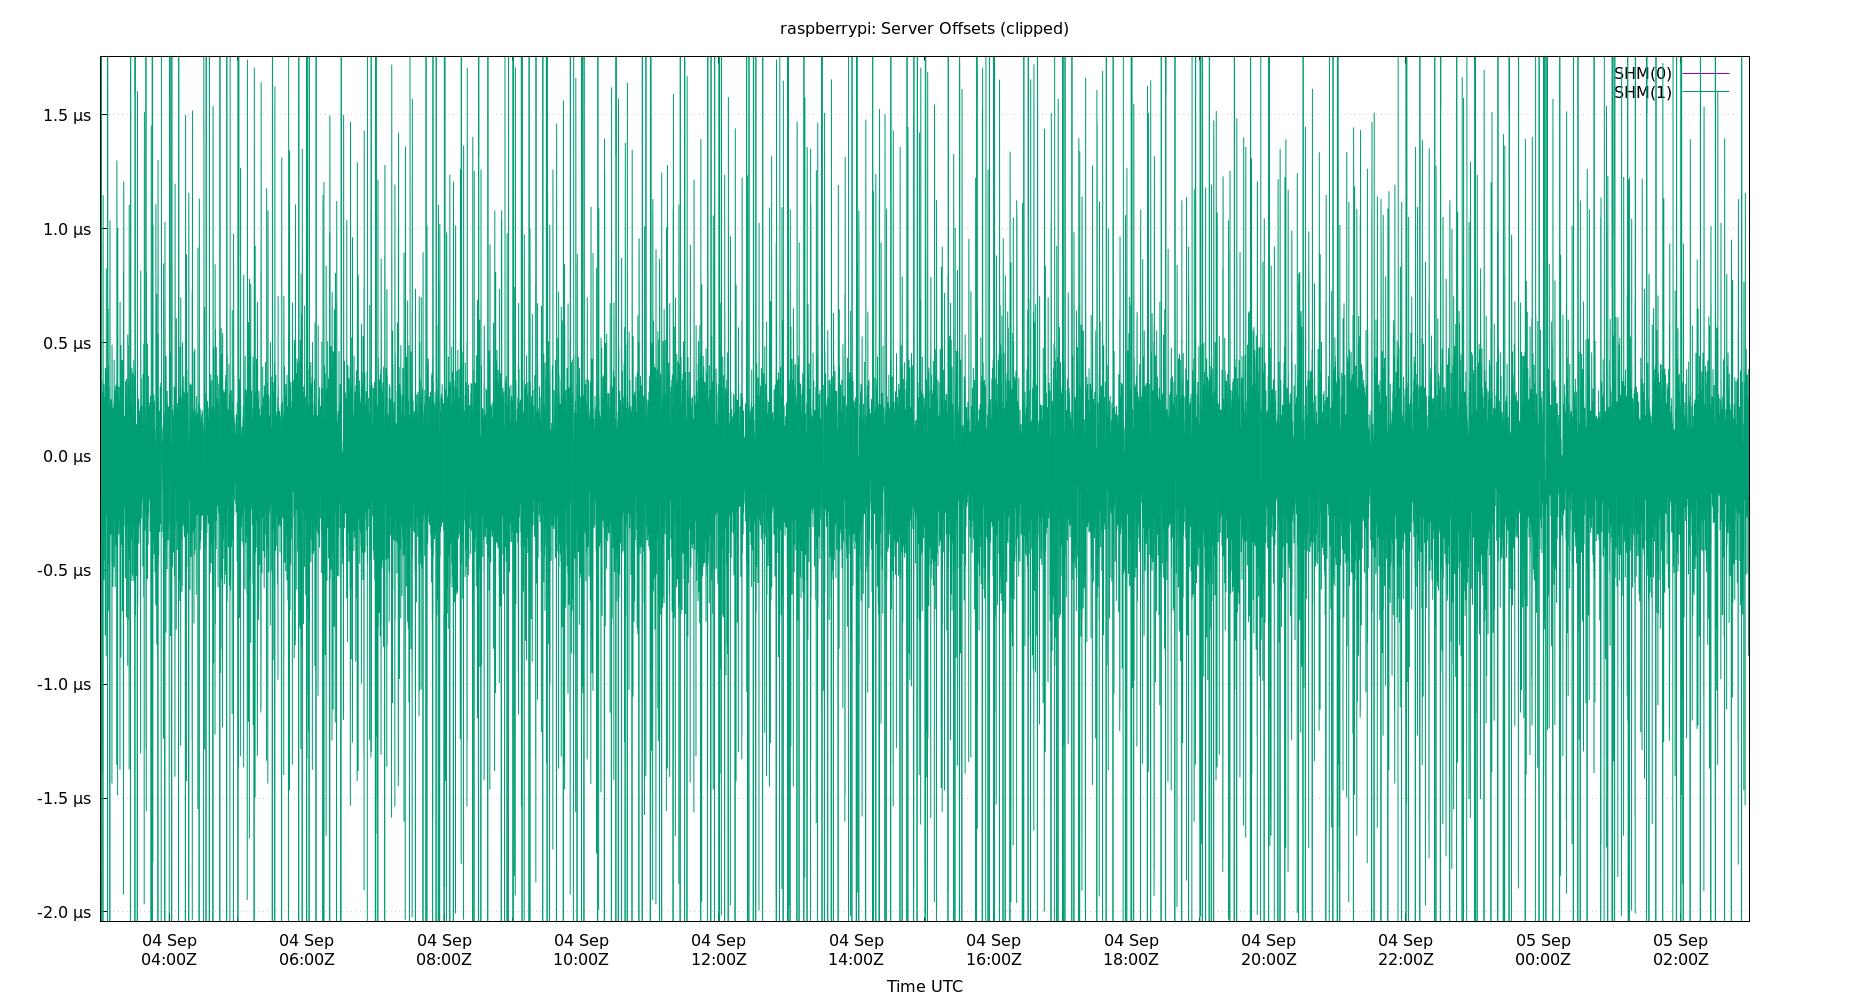 raspberrypi: Server Offsets (clipped)
SHM(0)
SHM(1)
1.5 µs
1.0 µs
0.5 µs
0.0 µs
-0.5 µs
-1.0 µs
-1.5 µs
-2.0 µs
04 Sep 04 Sep 04 Sep 04 Sep 04 Sep 04 Sep 04 Sep 04 Sep 04 Sep 04 Sep 05 Sep 05 Sep
04:00Z 06:00Z 08:00Z 10:00Z 12:00Z 14:00Z 16:00Z 18:00Z 20:00Z 22:00Z 00:00Z 02:00Z
Time UTC